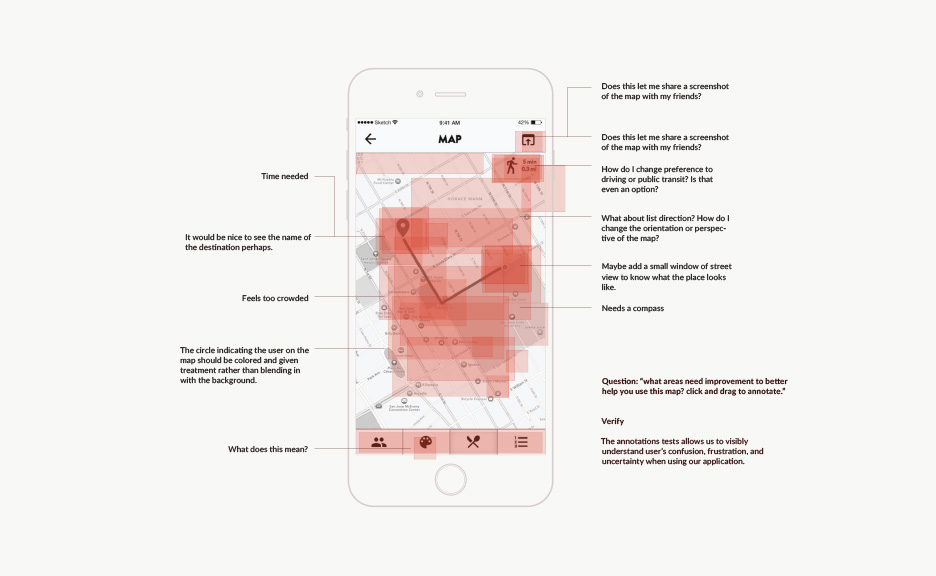 Does this let me share a screenshot
of the map with my friends?
Sketch
9:41 AM
42%
MAP
Does this let me share a screenshot
of the map with my friends?
5 min
0.3 mi
How do I change preference to
driving or public transit? Is that
even an option?
Time needed
HORACE MANN
What about list direction? How do I
change the orientation or perspec-
tive of the map?
It would be nice to see the name of
the destination perhaps.
Maybe add a small window of street
view to know what the place looks
like.
Feels too crowded
Needs a compass
The circle indicating the user on the
map should be colored and given
treatment rather than blending in
with the background.
Question: "what areas need improvement to better
help you use this map? click and drag to annotate."
Verify
What does this mean?
The annotations tests allows us to visibly
understand user's confusion, frustration, and
uncertainty when using our application.